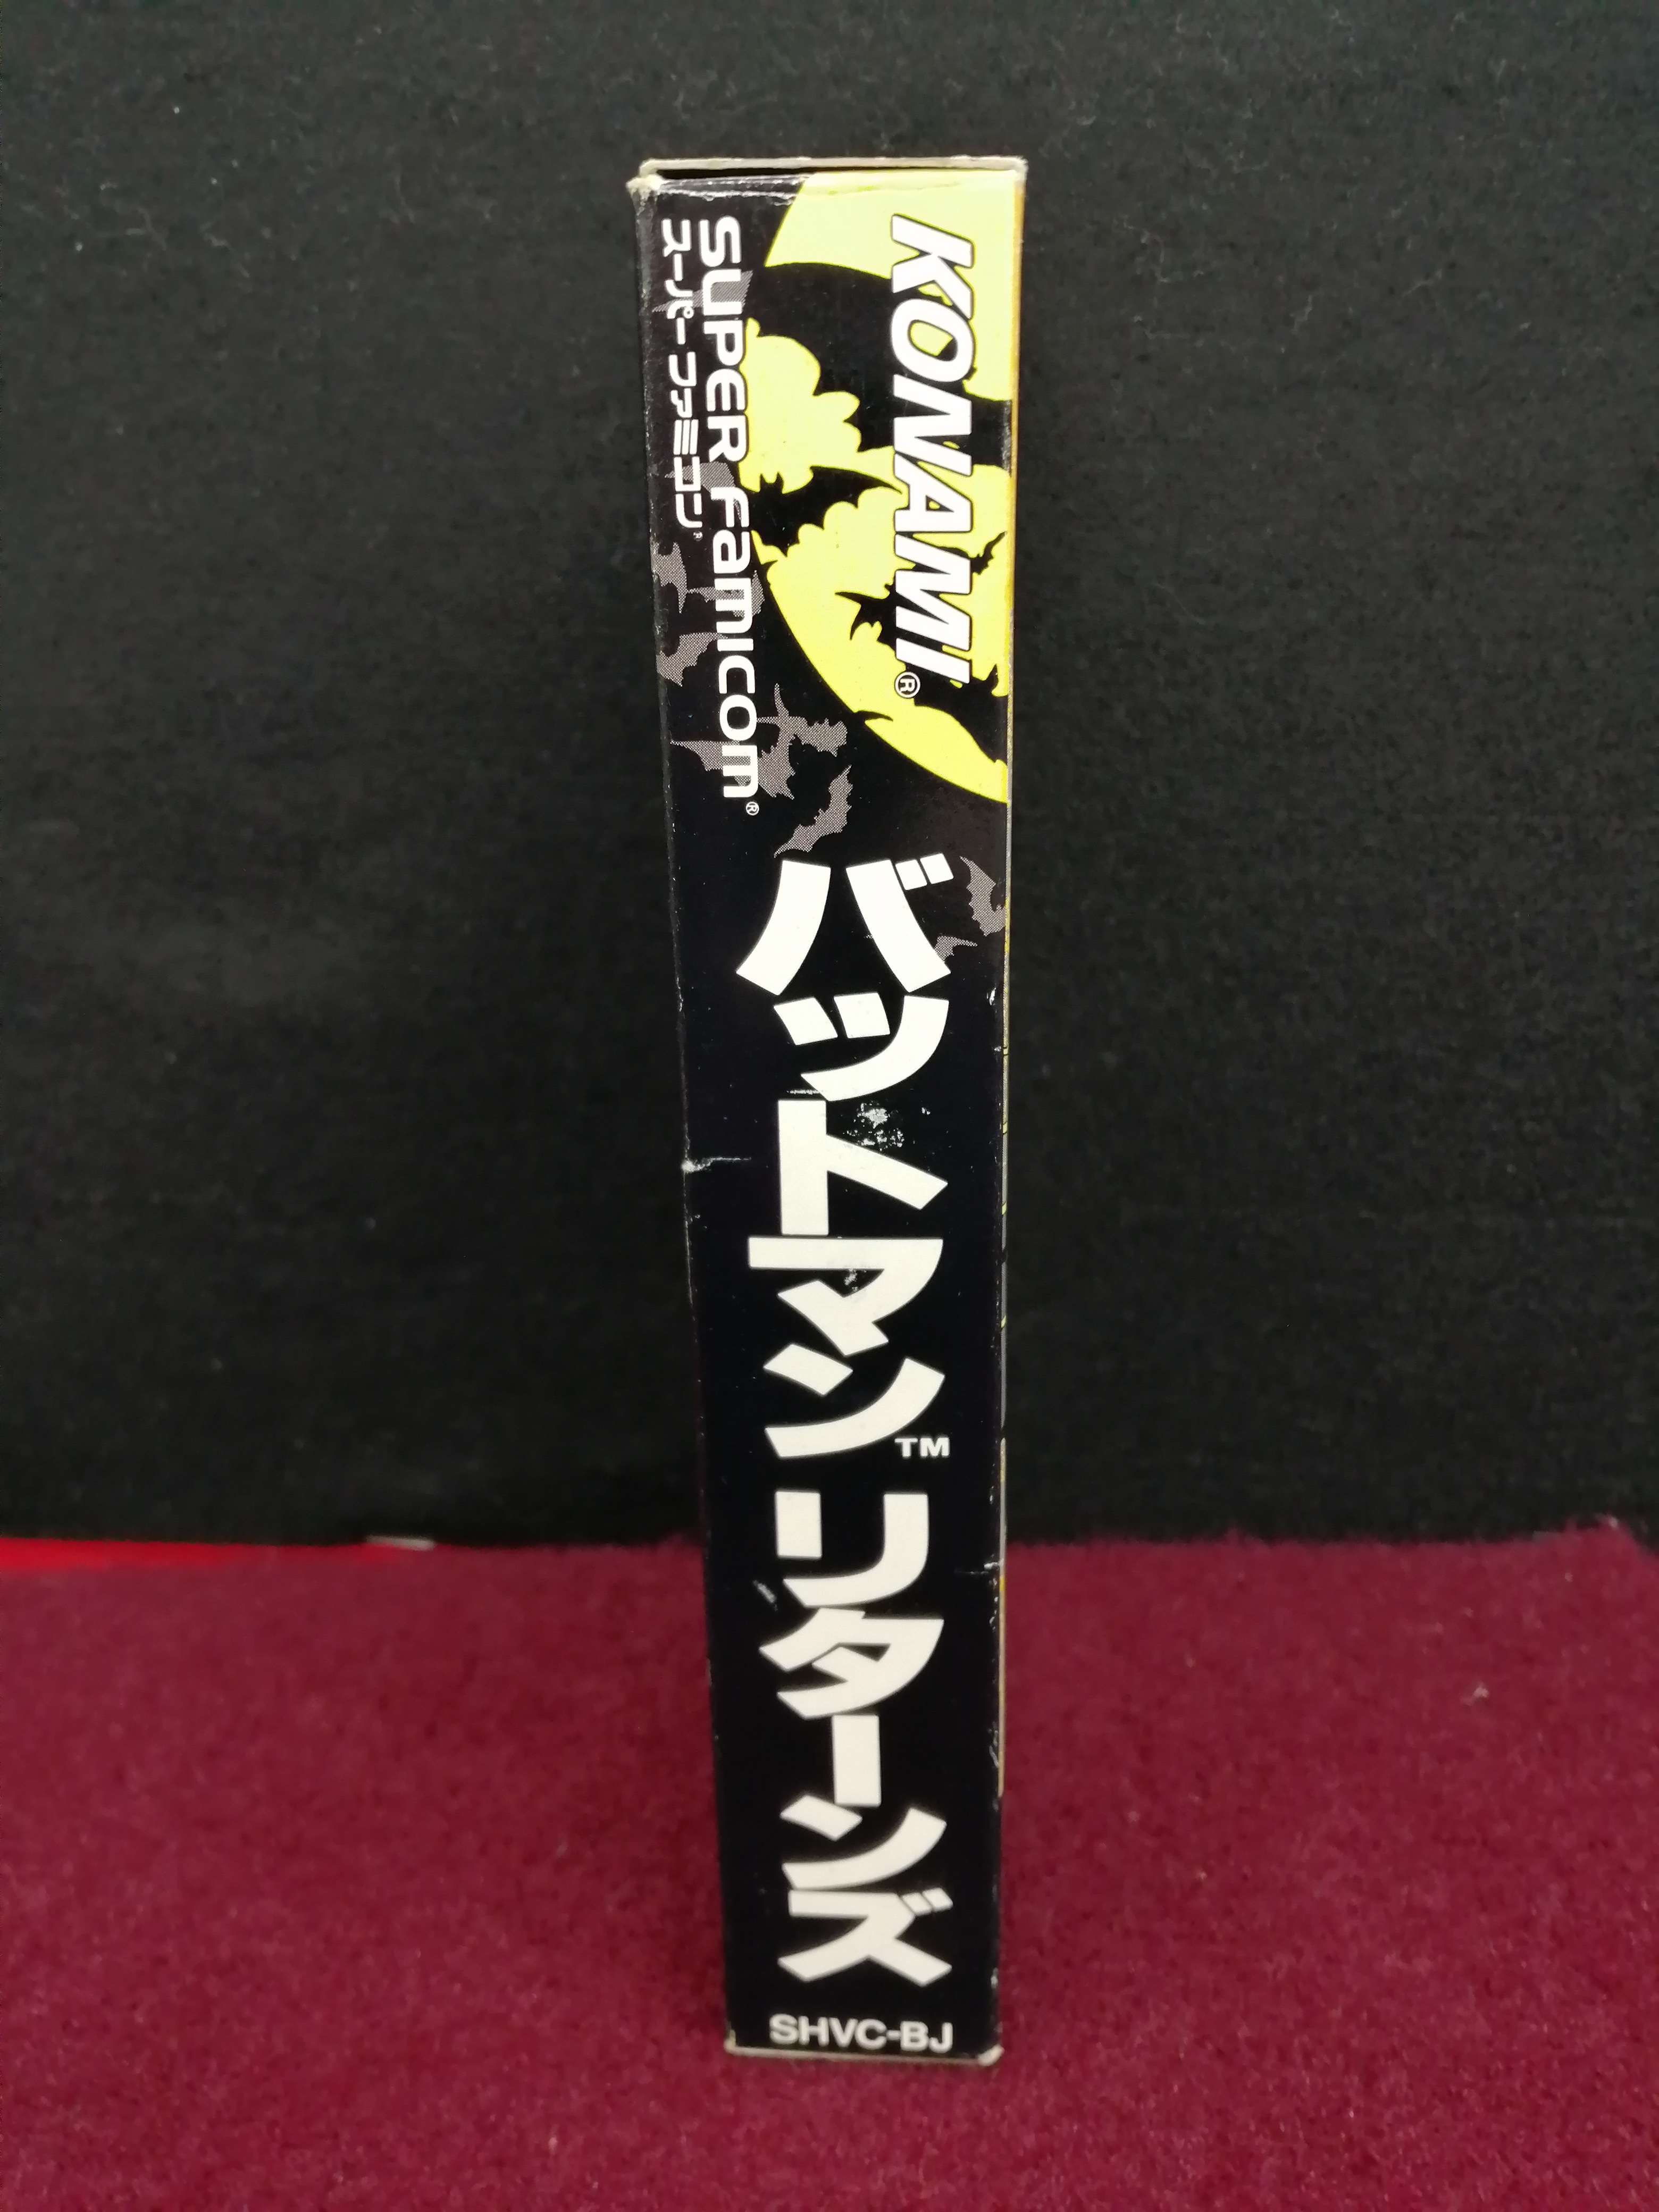 KONAMI®
SUPER FAMICOM®
スーパーファミコン®
バットマン™ リターンズ
SHVC-BJ